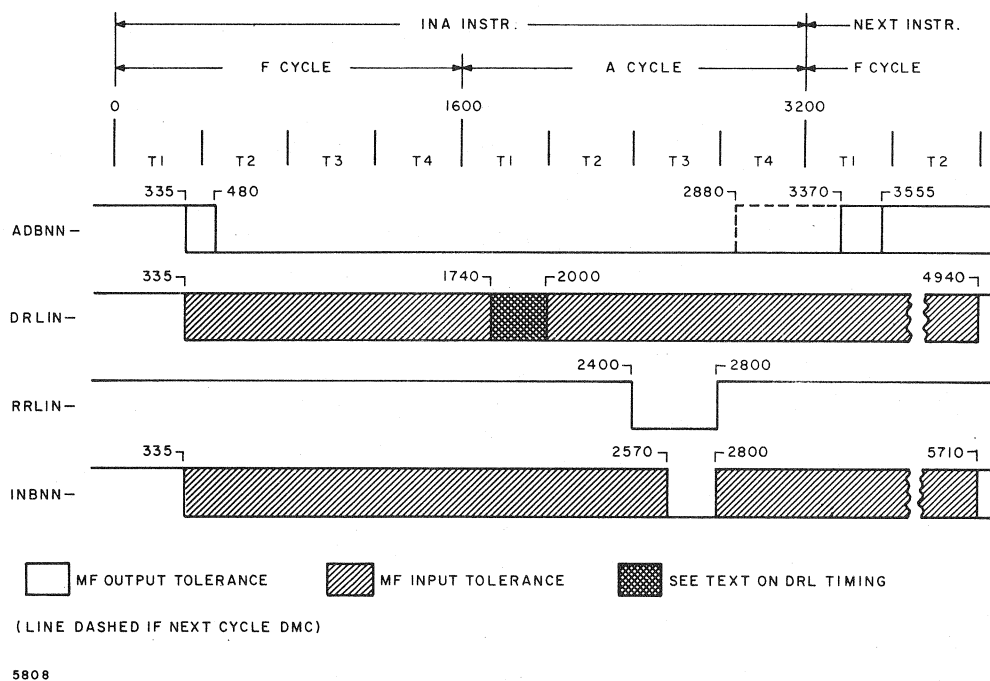 INA INSTR. NEXT INSTR.
F CYCLE A CYCLE F CYCLE
0 1600 3200
T1 T2 T3 T4 T1 T2 T3 T4 T1 T2
335 480 2880 3370 3555
ADBNN—
335 1740 2000 4940
DRLIN—
2400 2800
RRLIN—
335 2570 2800 5710
INBNN—
MF OUTPUT TOLERANCE MF INPUT TOLERANCE SEE TEXT ON DRL TIMING
(LINE DASHED IF NEXT CYCLE DMC)
5808